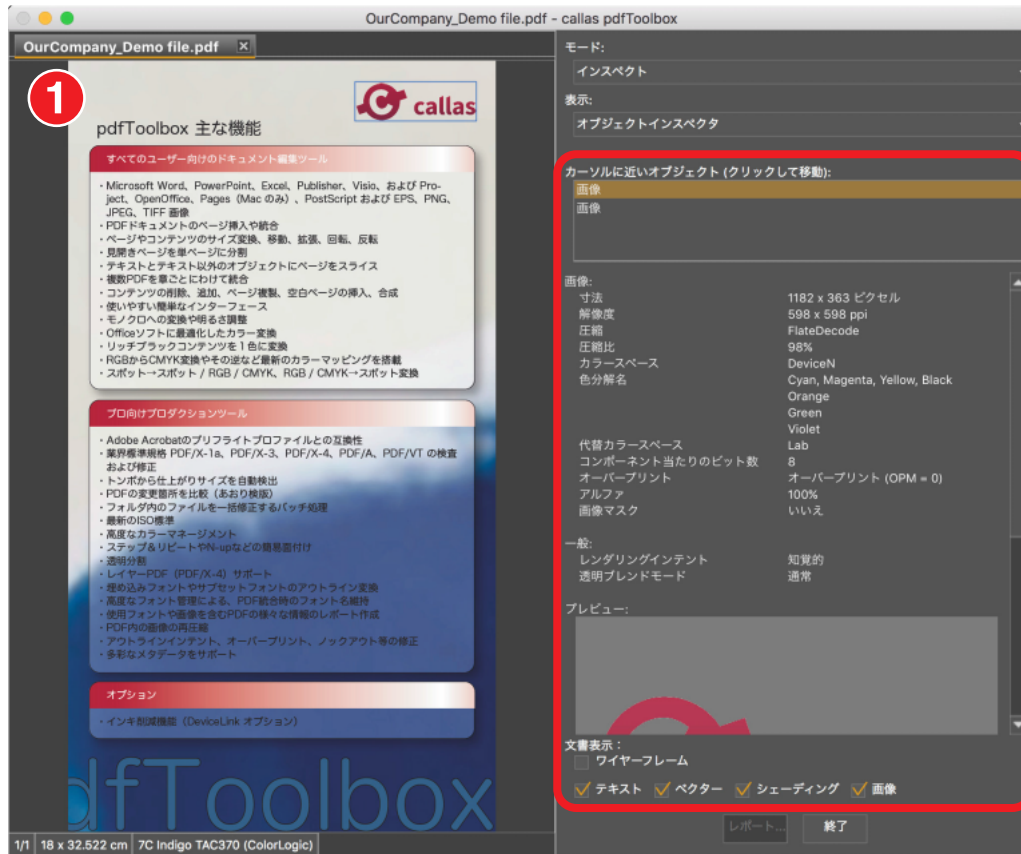 OurCompany_Demo file.pdf - callas pdfToolbox
OurCompany_Demo file.pdf ×
1
callas
pdfToolbox 主な機能
すべてのユーザー向けのドキュメント編集ツール
・Microsoft Word、PowerPoint、Excel、Publisher、Visio、および Pro-
ject、OpenOffice、Pages（Mac のみ）、PostScript および EPS、PNG、
JPEG、TIFF 画像
・PDFドキュメントのページ挿入や統合
・ページやコンテンツのサイズ変換、移動、拡張、回転、反転
・見開きページを単ページに分割
・テキストとテキスト以外のオブジェクトにページをスライス
・複数PDFを章ごとにわけて統合
・コンテンツの削除、追加、ページ複製、空白ページの挿入、合成
・使いやすい簡単なインターフェース
・モノクロへの変換や明るさ調整
・Officeソフトに最適化したカラー変換
・リッチブラックコンテンツを１色に変換
・RGBからCMYK変換やその逆など最新のカラーマッピングを搭載
・スポット→スポット / RGB / CMYK、RGB / CMYK→スポット変換
プロ向けプロダクションツール
・Adobe Acrobatのプリフライトプロファイルとの互換性
・業界標準規格 PDF/X-1a、PDF/X-3、PDF/X-4、PDF/A、PDF/VT の検査
および修正
・トンボから仕上がりサイズを自動検出
・PDFの変更箇所を比較（あおり検版）
・フォルダ内のファイルを一括修正するバッチ処理
・最新のISO標準
・高度なカラーマネージメント
・ステップ＆リピートやN-upなどの簡易面付け
・透明分割
・レイヤーPDF（PDF/X-4）サポート
・埋め込みフォントやサブセットフォントのアウトライン変換
・高度なフォント管理による、PDF統合時のフォント名維持
・使用フォントや画像を含むPDFの様々な情報のレポート作成
・PDF内の画像の再圧縮
・アウトラインインテント、オーバープリント、ノックアウト等の修正
・多彩なメタデータをサポート
オプション
・インキ削減機能（DeviceLink オプション）
dfToolbox
1/1 18 x 32.522 cm 7C Indigo TAC370 (ColorLogic)
モード:
インスペクト
表示:
オブジェクトインスペクタ
カーソルに近いオブジェクト (クリックして移動):
画像
画像
画像:
寸法 1182 x 363 ピクセル
解像度 598 x 598 ppi
圧縮 FlateDecode
圧縮比 98%
カラースペース DeviceN
色分解名 Cyan, Magenta, Yellow, Black
Orange
Green
Violet
代替カラースペース Lab
コンポーネント当たりのビット数 8
オーバープリント オーバープリント (OPM = 0)
アルファ 100%
画像マスク いいえ
一般:
レンダリングインテント 知覚的
透明ブレンドモード 通常
プレビュー:
文書表示：
ワイヤーフレーム
テキスト ベクター シェーディング 画像
レポート... 終了